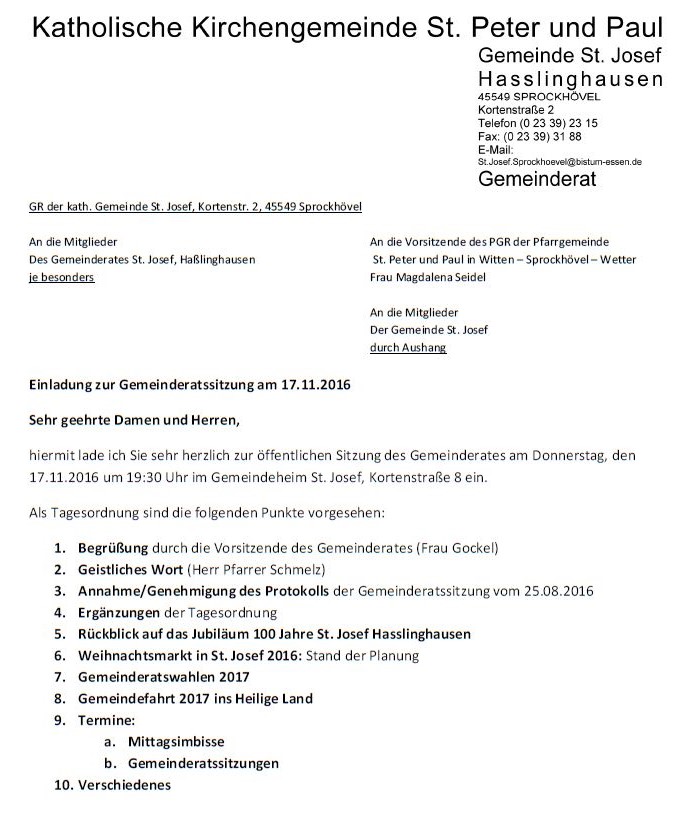 Katholische Kirchengemeinde St. Peter und Paul
Gemeinde St. Josef
Hasslinghausen
45549 SPROCKHÖVEL
Kortenstraße 2
Telefon (0 23 39) 23 15
Fax: (0 23 39) 31 88
E-Mail:
St.Josef.Sprockhoevel@bistum-essen.de
Gemeinderat
GR der kath. Gemeinde St. Josef, Kortenstr. 2, 45549 Sprockhövel
An die Mitglieder
Des Gemeinderates St. Josef, Haßlinghausen
je besonders
An die Vorsitzende des PGR der Pfarrgemeinde
St. Peter und Paul in Witten – Sprockhövel – Wetter
Frau Magdalena Seidel
An die Mitglieder
Der Gemeinde St. Josef
durch Aushang
Einladung zur Gemeinderatssitzung am 17.11.2016
Sehr geehrte Damen und Herren,
hiermit lade ich Sie sehr herzlich zur öffentlichen Sitzung des Gemeinderates am Donnerstag, den
17.11.2016 um 19:30 Uhr im Gemeindeheim St. Josef, Kortenstraße 8 ein.
Als Tagesordnung sind die folgenden Punkte vorgesehen:
1. Begrüßung durch die Vorsitzende des Gemeinderates (Frau Gockel)
2. Geistliches Wort (Herr Pfarrer Schmelz)
3. Annahme/Genehmigung des Protokolls der Gemeinderatssitzung vom 25.08.2016
4. Ergänzungen der Tagesordnung
5. Rückblick auf das Jubiläum 100 Jahre St. Josef Hasslinghausen
6. Weihnachtsmarkt in St. Josef 2016: Stand der Planung
7. Gemeinderatswahlen 2017
8. Gemeindefahrt 2017 ins Heilige Land
9. Termine:
a. Mittagsimbisse
b. Gemeinderatssitzungen
10. Verschiedenes